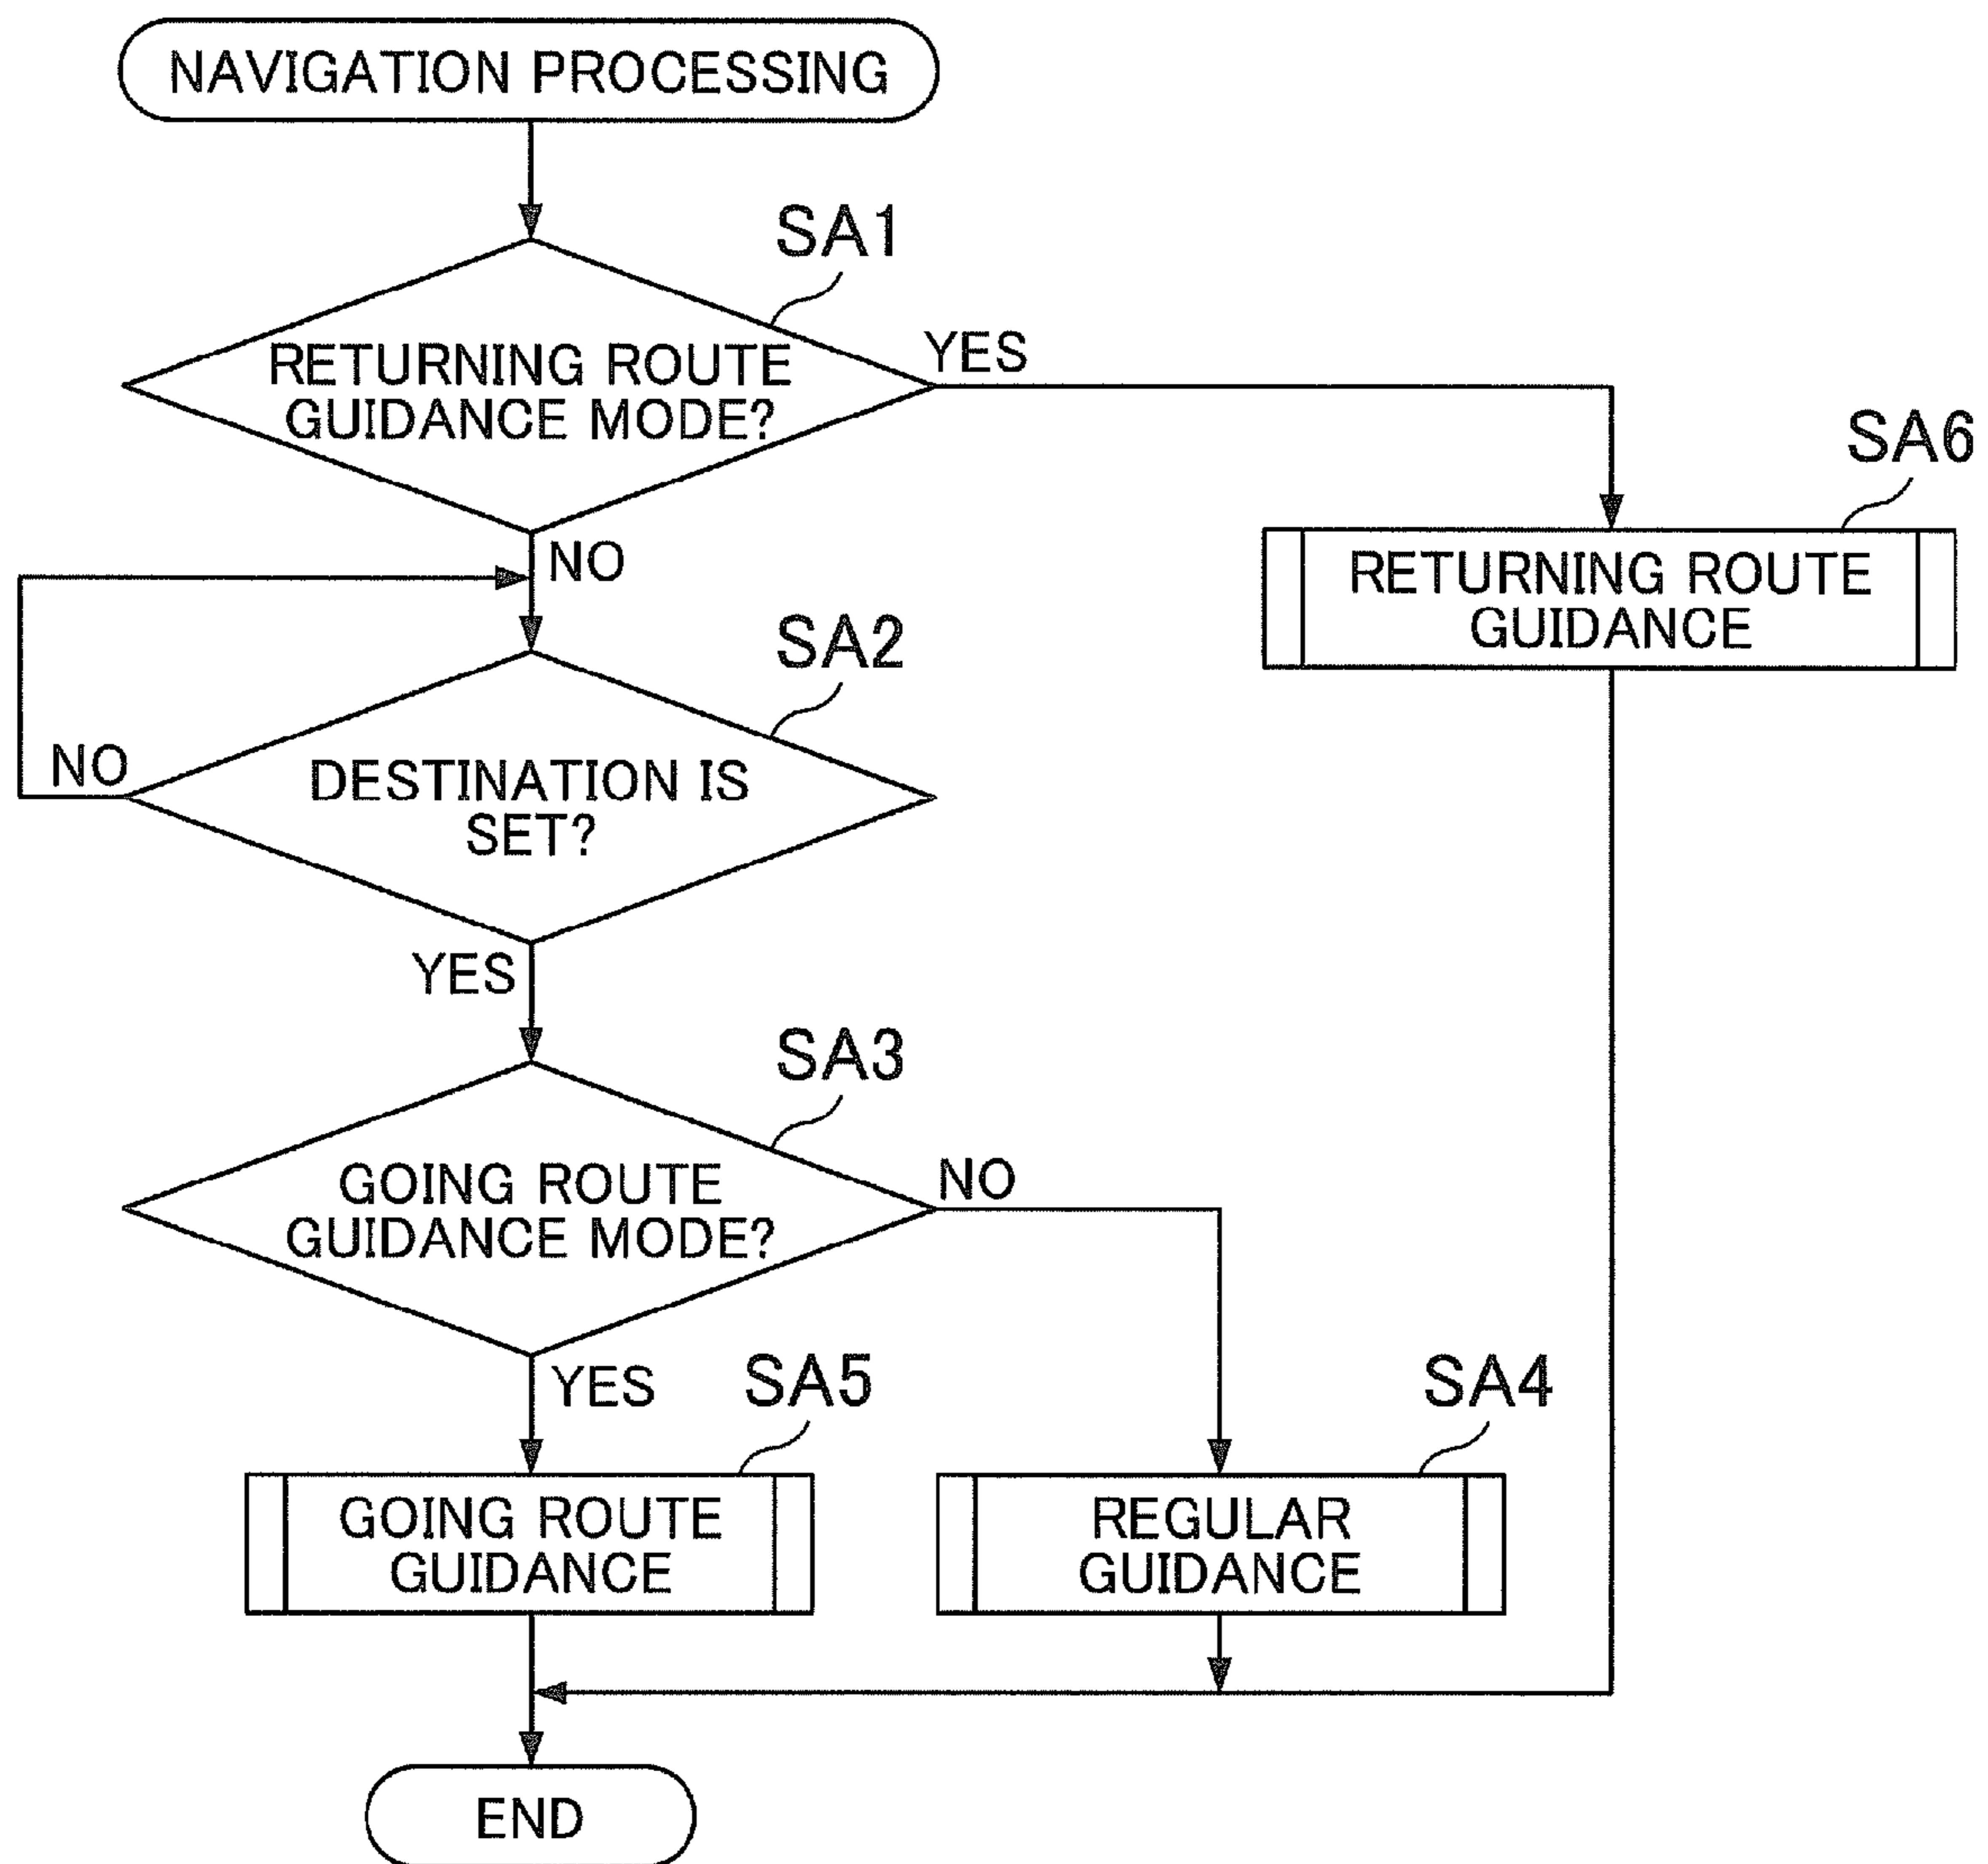 NAVIGATION PROCESSING
SA1
RETURNING ROUTE
GUIDANCE MODE?
YES
NO
SA6
RETURNING ROUTE
GUIDANCE
SA2
DESTINATION IS
SET?
NO
YES
SA3
GOING ROUTE
GUIDANCE MODE?
NO
YES
SA5
GOING ROUTE
GUIDANCE
SA4
REGULAR
GUIDANCE
END